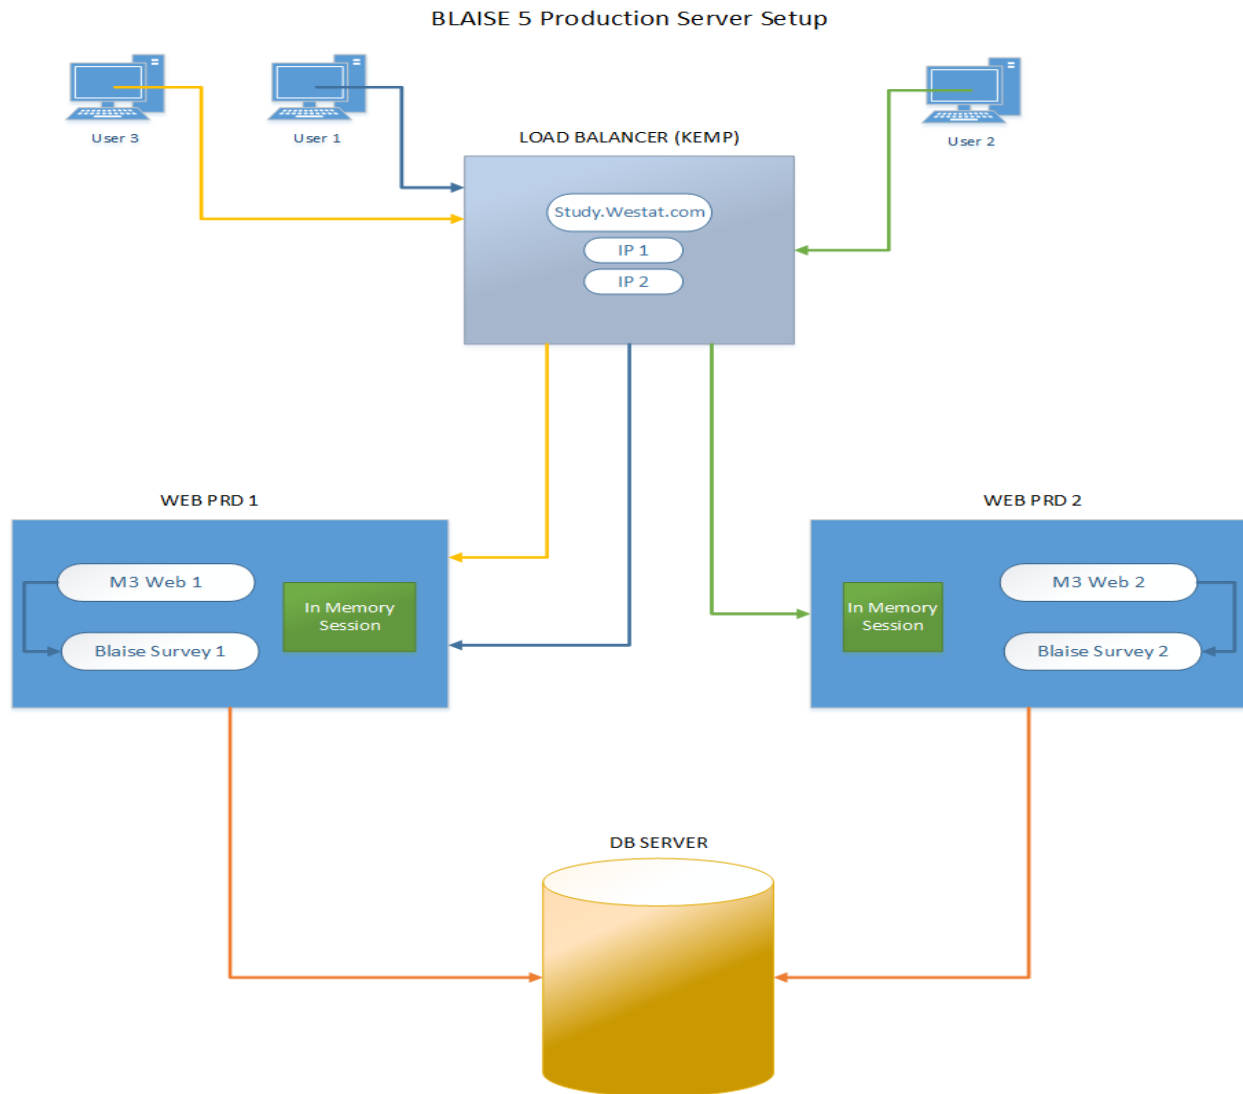 BLAISE 5 Production Server Setup
User 3
User 1
User 2
LOAD BALANCER (KEMP)
Study.Westat.com
IP 1
IP 2
WEB PRD 1
WEB PRD 2
M3 Web 1
In Memory
Session
Blaise Survey 1
In Memory
Session
M3 Web 2
Blaise Survey 2
DB SERVER